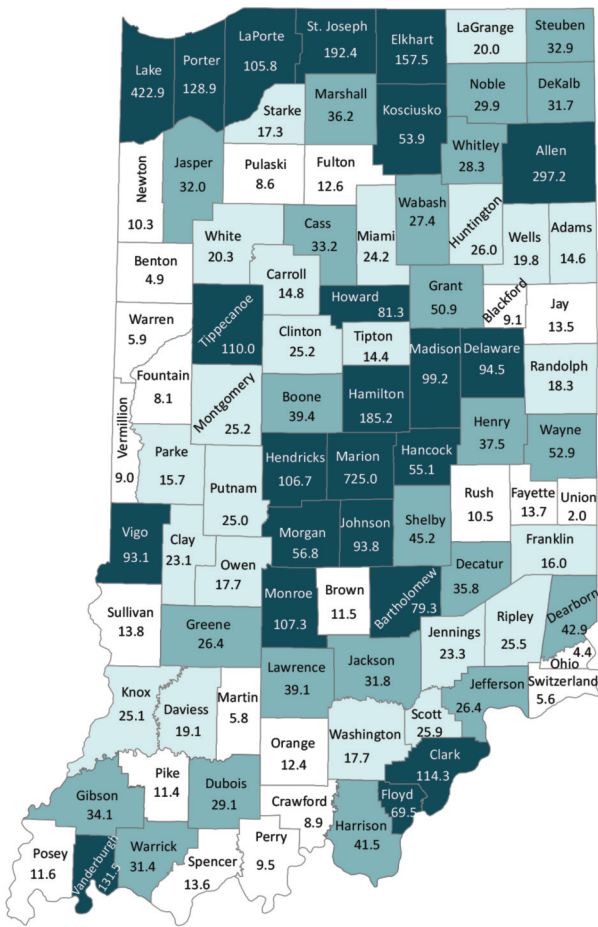 Lake
422.9
Porter
128.9
LaPorte
105.8
St. Joseph
192.4
Elkhart
157.5
LaGrange
20.0
Steuben
32.9
Starke
17.3
Marshall
36.2
Kosciusko
53.9
Noble
29.9
DeKalb
31.7
Newton
10.3
Jasper
32.0
Pulaski
8.6
Fulton
12.6
Whitley
28.3
Allen
297.2
Benton
4.9
White
20.3
Cass
33.2
Miami
24.2
Wabash
27.4
Huntington
26.0
Wells
19.8
Adams
14.6
Carroll
14.8
Warren
5.9
Tippecanoe
110.0
Howard
81.3
Grant
50.9
Blackford
9.1
Jay
13.5
Clinton
25.2
Tipton
14.4
Madison
99.2
Delaware
94.5
Randolph
18.3
Fountain
8.1
Vermillion
9.0
Montgomery
25.2
Boone
39.4
Hamilton
185.2
Henry
37.5
Wayne
52.9
Parke
15.7
Putnam
25.0
Hendricks
106.7
Marion
725.0
Hancock
55.1
Rush
10.5
Fayette
13.7
Union
2.0
Vigo
93.1
Clay
23.1
Owen
17.7
Morgan
56.8
Johnson
93.8
Shelby
45.2
Franklin
16.0
Decatur
35.8
Sullivan
13.8
Greene
26.4
Monroe
107.3
Brown
11.5
Bartholomew
79.3
Jennings
23.3
Ripley
25.5
Dearborn
42.9
4.4
Ohio
Switzerland
5.6
Knox
25.1
Daviess
19.1
Martin
5.8
Lawrence
39.1
Jackson
31.8
Jefferson
26.4
Scott
25.9
Washington
17.7
Orange
12.4
Clark
114.3
Floyd
69.5
Gibson
34.1
Pike
11.4
Dubois
29.1
Crawford
8.9
Harrison
41.5
Posey
11.6
Vanderburgh
131.5
Warrick
31.4
Spencer
13.6
Perry
9.5